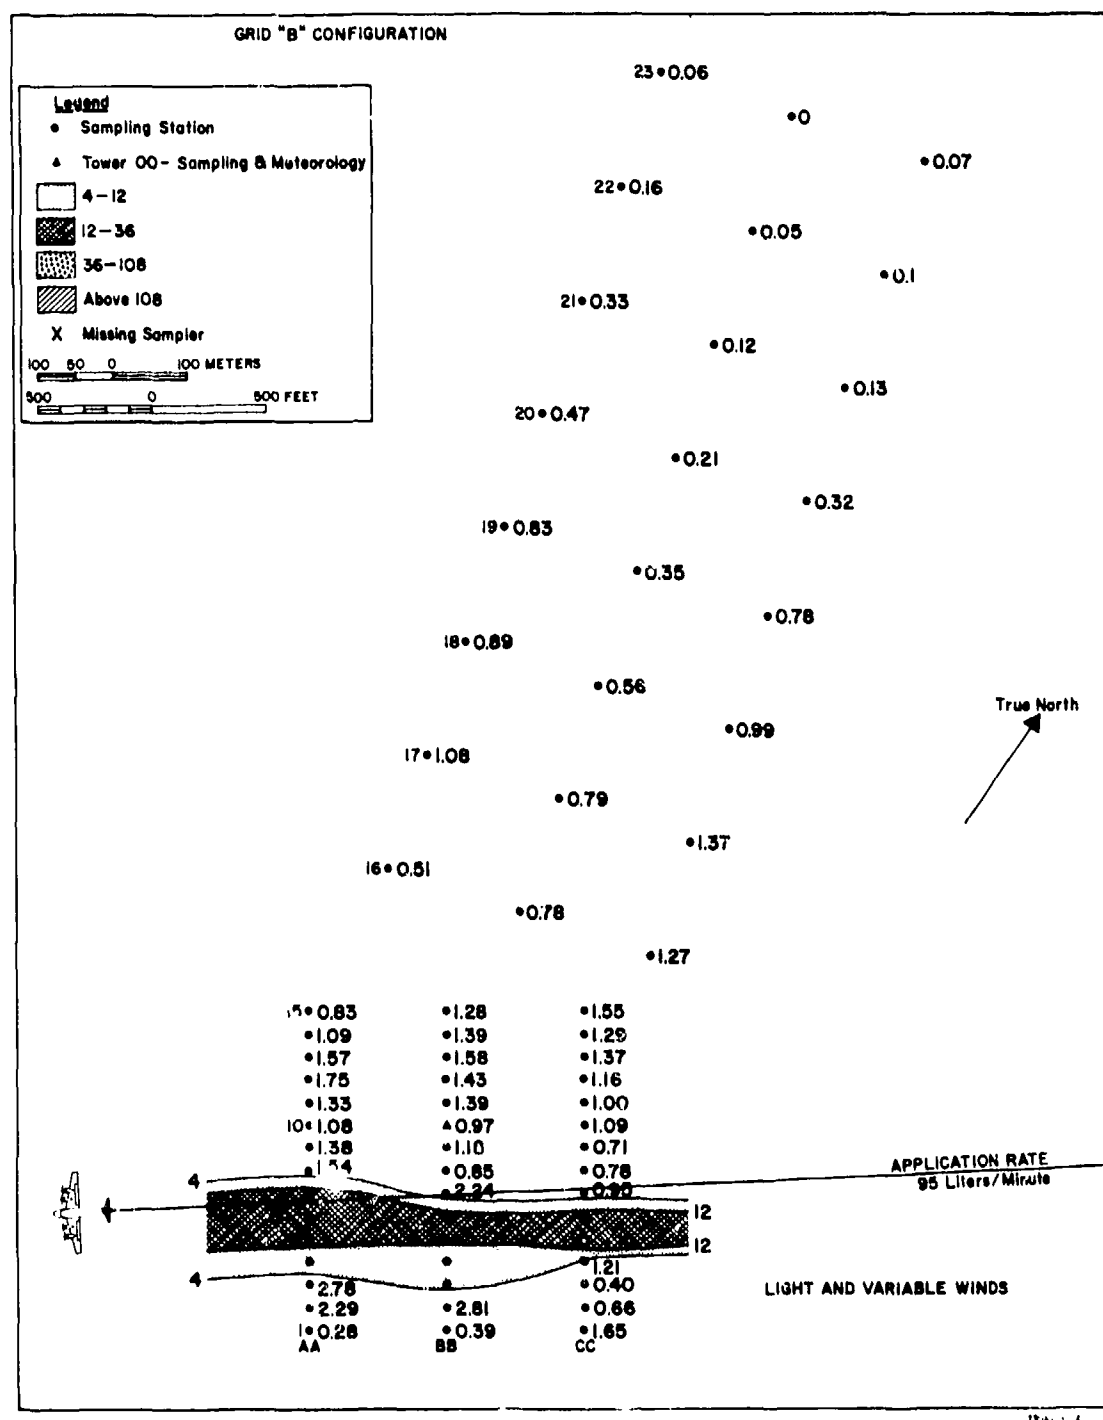 GRID "B" CONFIGURATION
Legend
Sampling Station
Tower 00 - Sampling & Meteorology
4-12
12-36
36-108
Above 108
X Missing Sampler
100 50 0 100 METERS
500 0 500 FEET
23 0.06
0
0.07
22 0.16
0.05
0.1
21 0.33
0.12
0.13
20 0.47
0.21
0.32
19 0.83
0.35
0.78
18 0.89
0.56
0.99
True North
17 1.08
0.79
1.37
16 0.51
0.78
1.27
15 0.83 1.28 1.55
1.09 1.39 1.29
1.57 1.58 1.37
1.75 1.43 1.16
1.33 1.39 1.00
10 1.08 0.97 1.09
1.38 0.71
0.78
APPLICATION RATE
95 Liters/Minute
4 2.24 0.90
12
12
4
1.21
2.78 0.40
LIGHT AND VARIABLE WINDS
2.29 2.81 0.66
1 0.28 0.39 1.65
AA BB CC